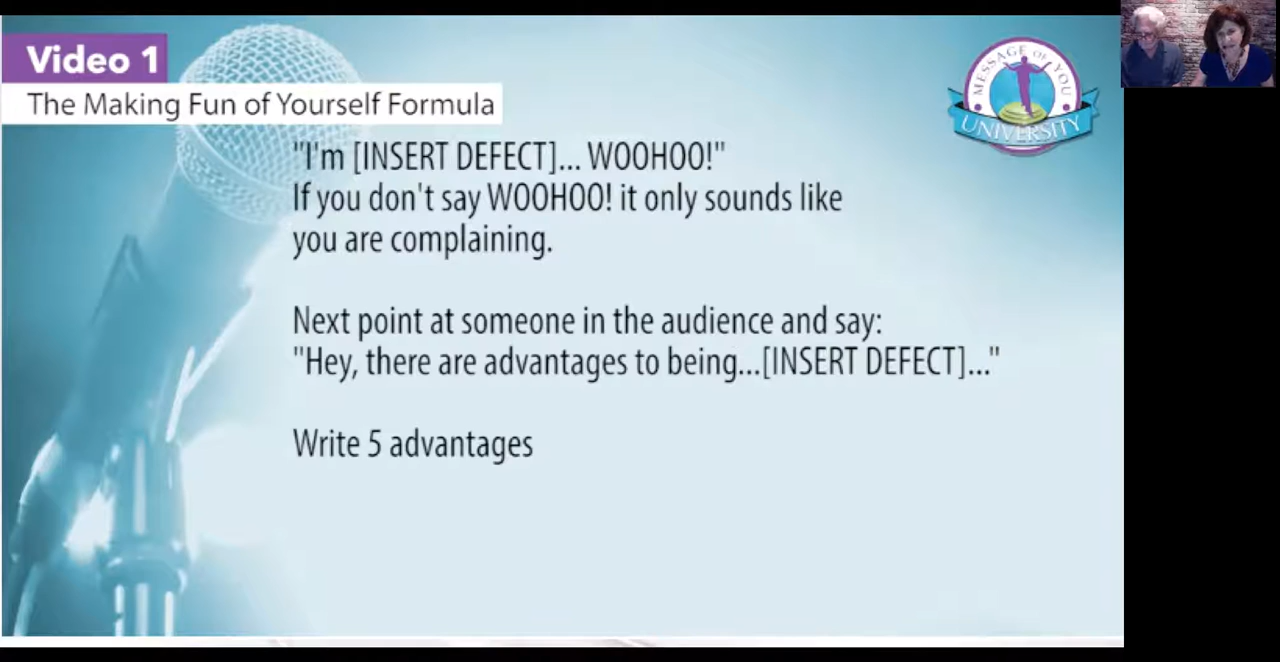 Video 1
The Making Fun of Yourself Formula
MESSAGE OF YOU
UNIVERSITY
"I'm [INSERT DEFECT]... WOOHOO!"
If you don't say WOOHOO! it only sounds like
you are complaining.
Next point at someone in the audience and say:
"Hey, there are advantages to being...[INSERT DEFECT]..."
Write 5 advantages